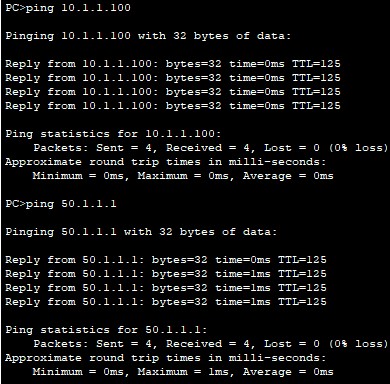 PC>ping 10.1.1.100
Pinging 10.1.1.100 with 32 bytes of data:
Reply from 10.1.1.100: bytes=32 time=0ms TTL=125
Reply from 10.1.1.100: bytes=32 time=0ms TTL=125
Reply from 10.1.1.100: bytes=32 time=0ms TTL=125
Reply from 10.1.1.100: bytes=32 time=0ms TTL=125
Ping statistics for 10.1.1.100:
Packets: Sent = 4, Received = 4, Lost = 0 (0% loss)
Approximate round trip times in milli-seconds:
Minimum = 0ms, Maximum = 0ms, Average = 0ms
PC>ping 50.1.1.1
Pinging 50.1.1.1 with 32 bytes of data:
Reply from 50.1.1.1: bytes=32 time=0ms TTL=125
Reply from 50.1.1.1: bytes=32 time=1ms TTL=125
Reply from 50.1.1.1: bytes=32 time=1ms TTL=125
Reply from 50.1.1.1: bytes=32 time=1ms TTL=125
Ping statistics for 50.1.1.1:
Packets: Sent = 4, Received = 4, Lost = 0 (0% loss)
Approximate round trip times in milli-seconds:
Minimum = 0ms, Maximum = 1ms, Average = 0ms